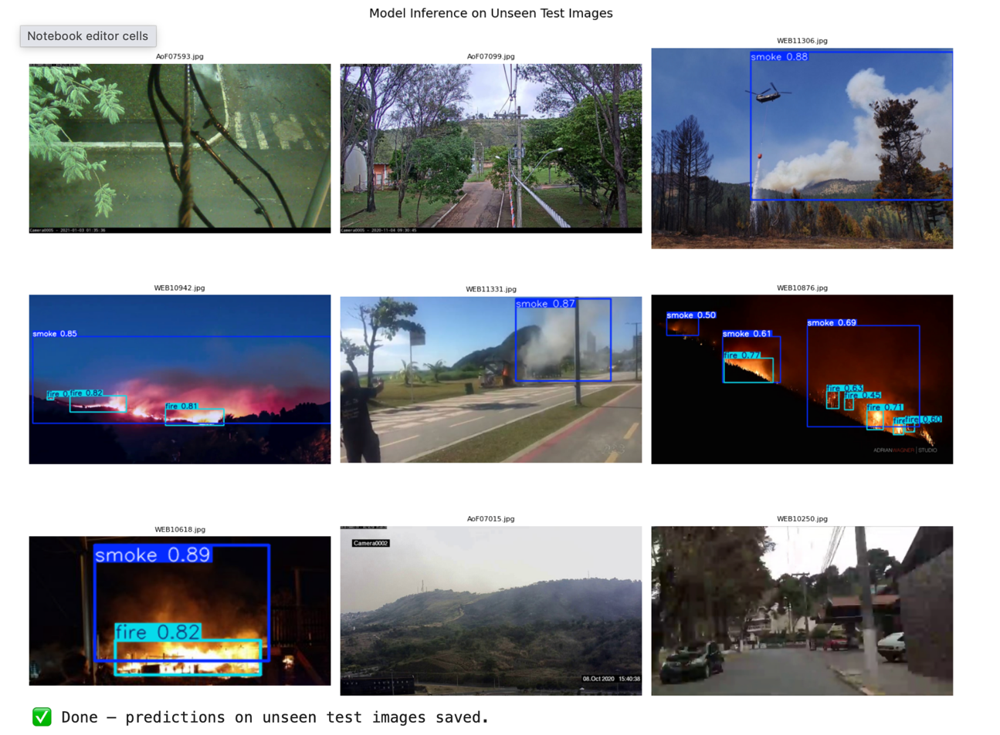 Model Inference on Unseen Test Images
Notebook editor cells
AoF07593.jpg
AoF07099.jpg
WEB11306.jpg
smoke 0.88
Camera0005 - 2021-01-03 01:35:36
Camera0005 - 2020-11-04 09:30:45
WEB10942.jpg
WEB11331.jpg
WEB10876.jpg
smoke 0.85
fire 0.82
fire 0.81
smoke 0.87
smoke 0.50
smoke 0.61
smoke 0.69
fire 0.77
fire 0.63
fire 0.45
fire 0.71
fire
fire 0.60
ADRIANWAGNER | STUDIO
WEB10618.jpg
AoF07015.jpg
WEB10250.jpg
smoke 0.89
fire 0.82
Camera0002
08.Oct 2020 15:40:38
✅ Done — predictions on unseen test images saved.